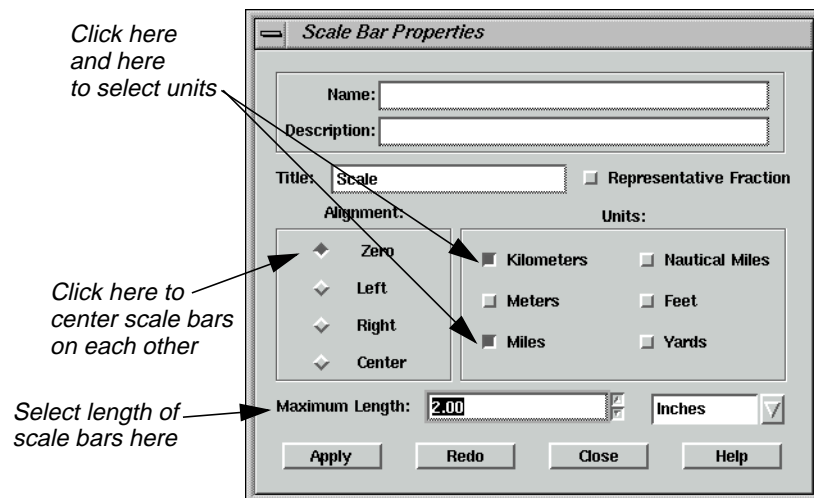 Click here
and here
to select units
Scale Bar Properties
Name:
Description:
Title: Scale
Representative Fraction
Alignment:
Units:
Zero
Left
Right
Center
Kilometers
Nautical Miles
Meters
Feet
Miles
Yards
Click here to
center scale bars
on each other
Select length of
scale bars here
Maximum Length: 2.00 Inches
Apply Redo Close Help